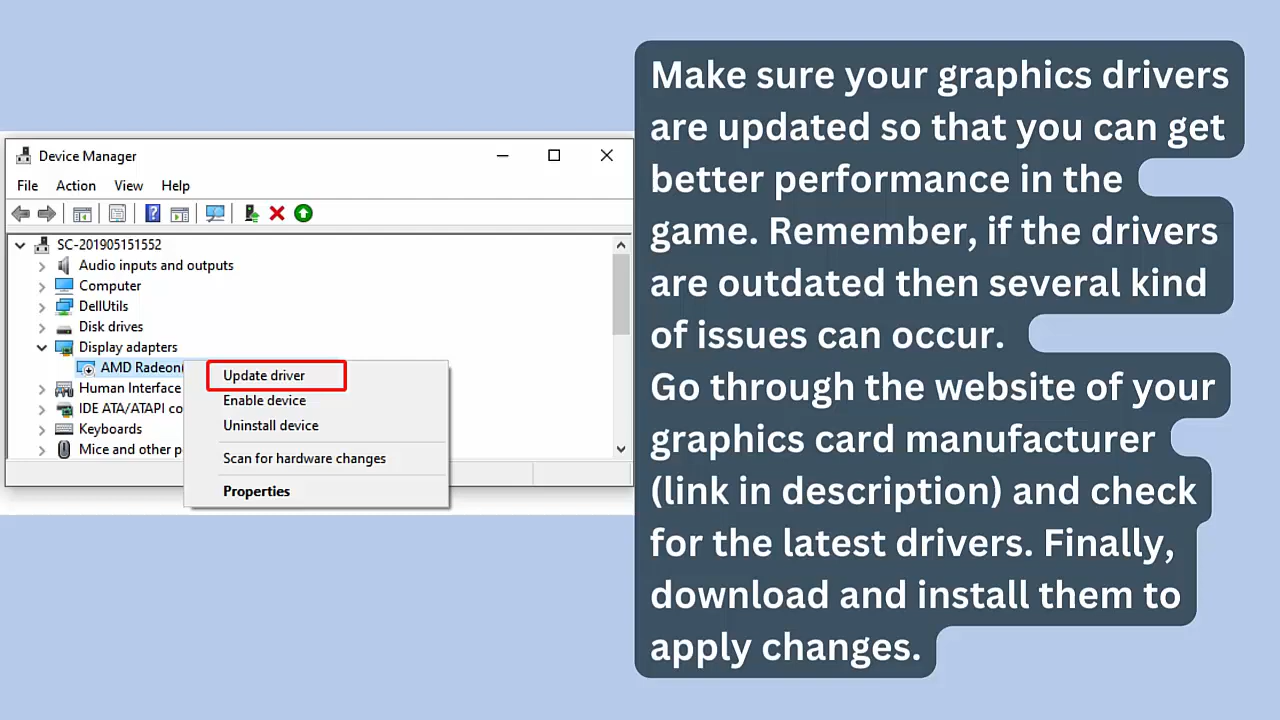 Device Manager
File Action View Help
SC-201905151552
Audio inputs and outputs
Computer
DellUtils
Disk drives
Display adapters
AMD Radeon(
Human Interface
IDE ATA/ATAPI co
Keyboards
Mice and other p
Update driver
Enable device
Uninstall device
Scan for hardware changes
Properties
Make sure your graphics drivers
are updated so that you can get
better performance in the
game. Remember, if the drivers
are outdated then several kind
of issues can occur.
Go through the website of your
graphics card manufacturer
(link in description) and check
for the latest drivers. Finally,
download and install them to
apply changes.